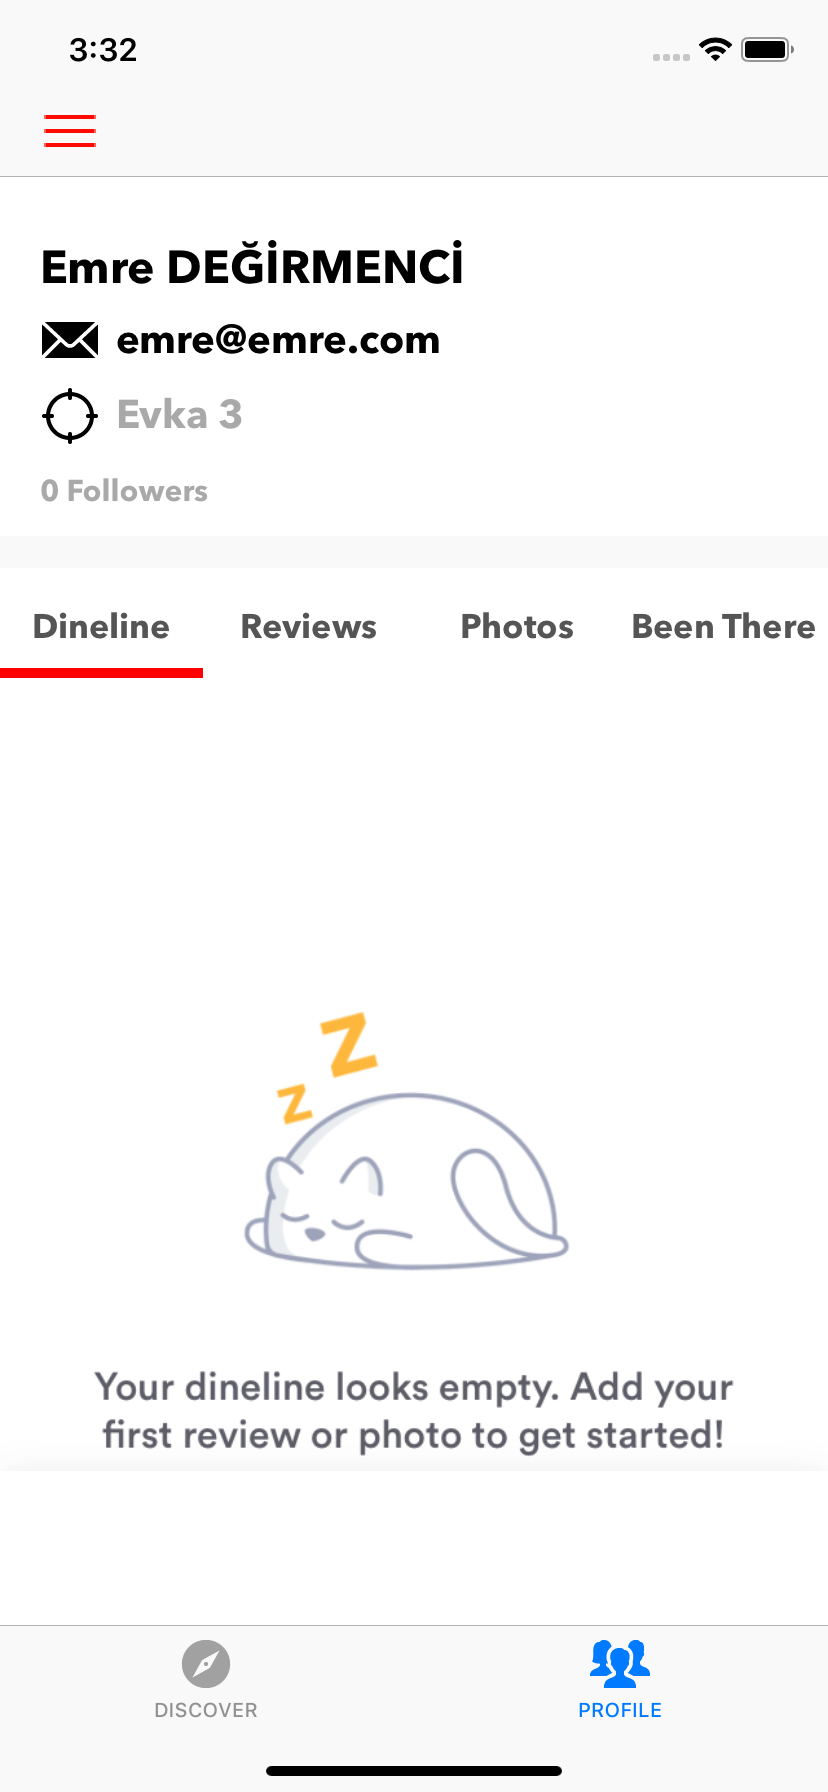 3:32
Emre DEĞİRMENCİ
emre@emre.com
Evka 3
0 Followers
Dineline Reviews Photos Been There
Z
Z
Your dineline looks empty. Add your
first review or photo to get started!
DISCOVER PROFILE